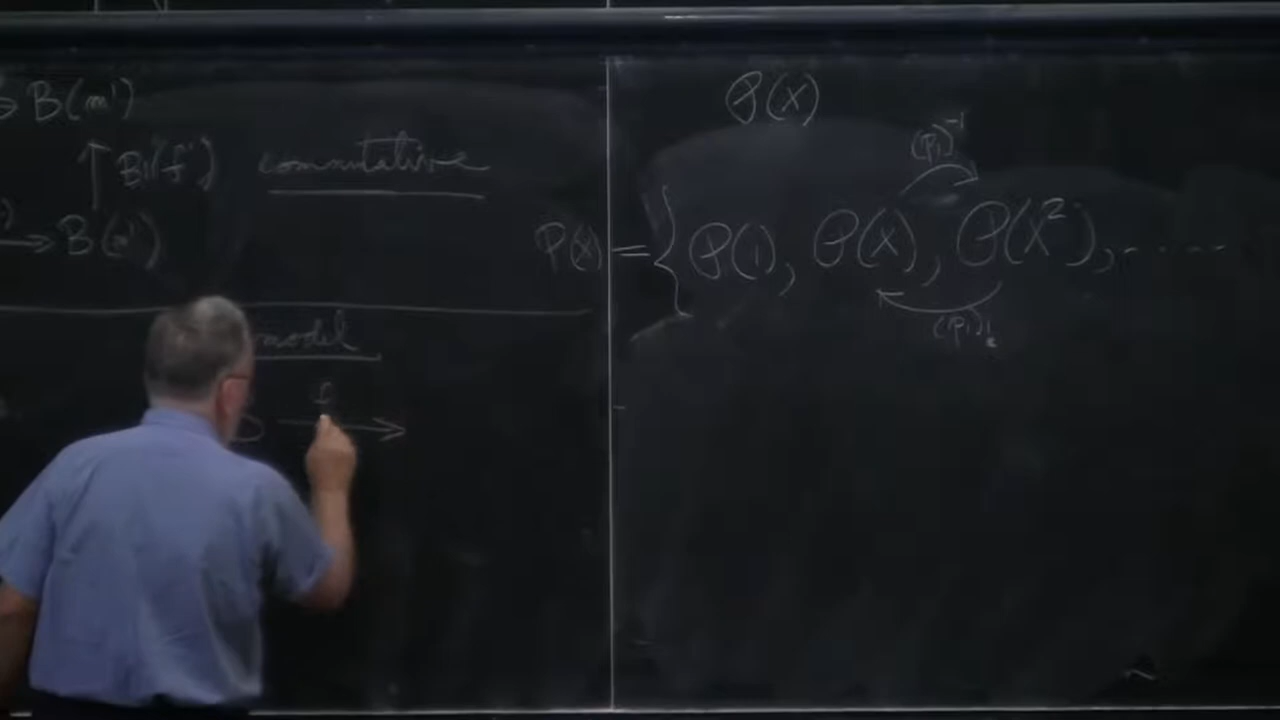 → B(m')
↑ B(f') commutative
→ B(n')
model
f
→
𝒫(X)
(p₁)⁻¹
P(X) = { 𝒫(1), 𝒫(X), 𝒫(X²), .....
(p₁)